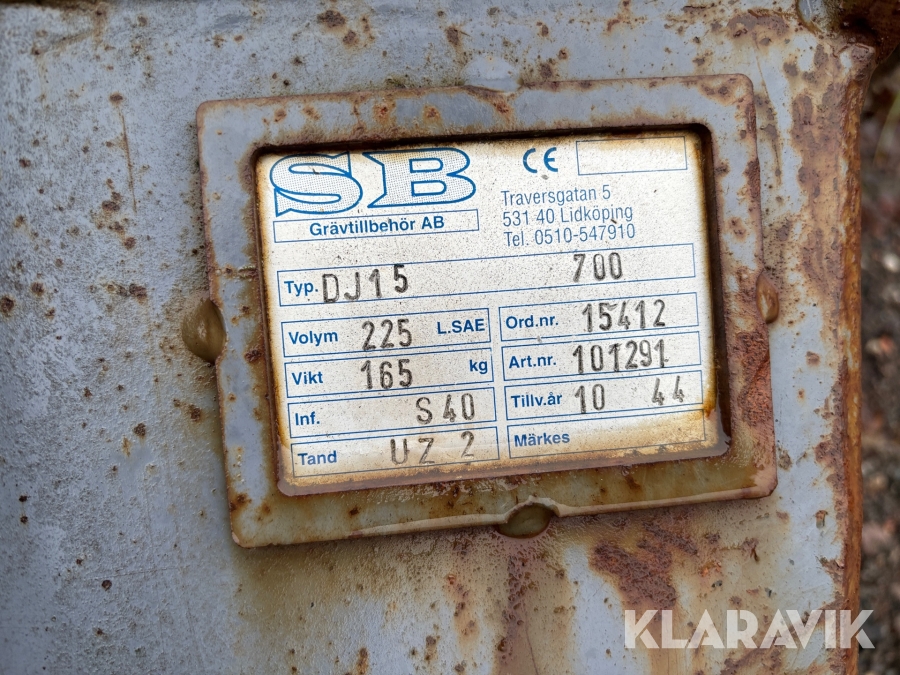 SB
Grävtillbehör AB
CE
Traversgatan 5
531 40 Lidköping
Tel. 0510-547910
Typ. DJ15 700
Volym 225 L.SAE
Vikt 165 kg
Inf. S40
Tand UZ 2
Ord.nr. 15412
Art.nr. 101291
Tillv.år 10 44
Märkes
KLARAVIK